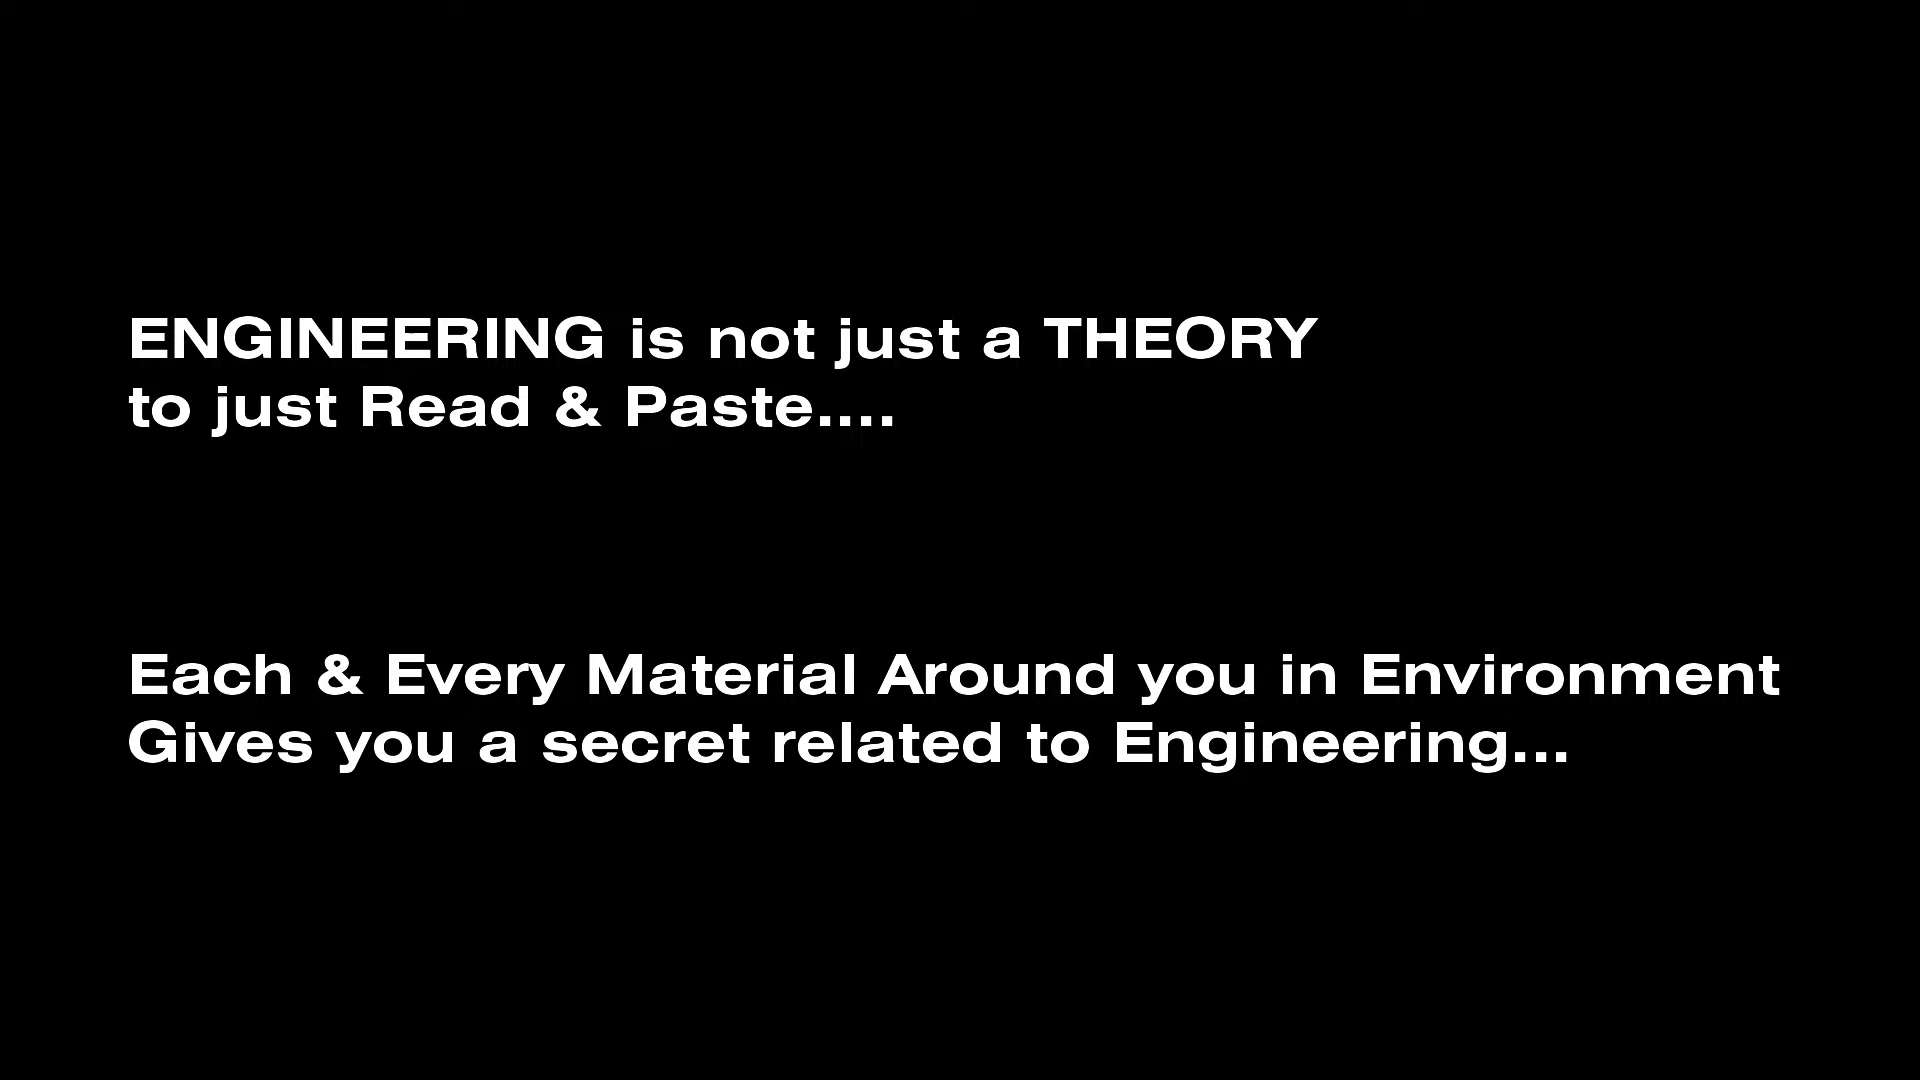 ENGINEERING is not just a THEORY
to just Read & Paste....
Each & Every Material Around you in Environment
Gives you a secret related to Engineering...